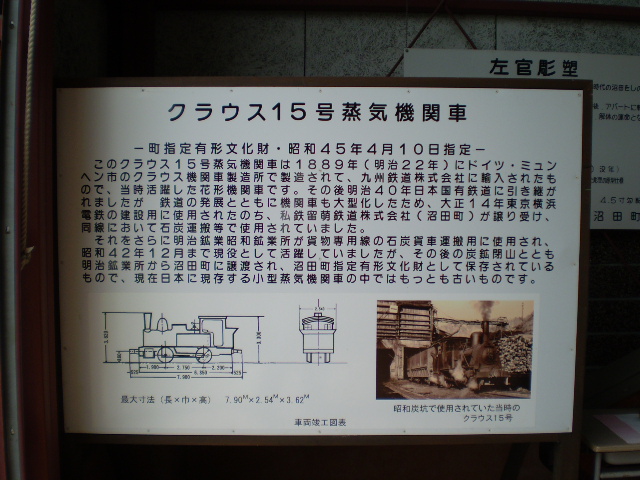 クラウス15号蒸気機関車
－町指定有形文化財・昭和45年4月10日指定－
このクラウス15号蒸気機関車は1889年(明治22年)にドイツ・ミュン
ヘン市のクラウス機関車製造所で製造されて、九州鉄道株式会社に輸入されたも
ので、当時活躍した花形機関車です。その後明治40年日本国有鉄道に引き継が
れましたが 鉄道の発展とともに機関車も大型化したため、大正14年東京横浜
電鉄の建設用に使用されたのち、私鉄留萌鉄道株式会社(沼田町)が譲り受け、
同線において石炭運搬等で使用されていました。
それをさらに明治鉱業昭和鉱業所が貨物専用線の石炭貨車運搬用に使用され、
昭和42年12月まで現役として活躍していましたが、その後の炭鉱閉山ととも
明治鉱業所から沼田町に譲渡され、沼田町指定有形文化財として保存されている
もので、現在日本に現存する小型蒸気機関車の中ではもっとも古いものです。
最大寸法(長×巾×高) 7.90M×2.54M×3.62M
車両竣工図表
昭和炭坑で使用されていた当時の
クラウス15号
左官彫塑
沼田町